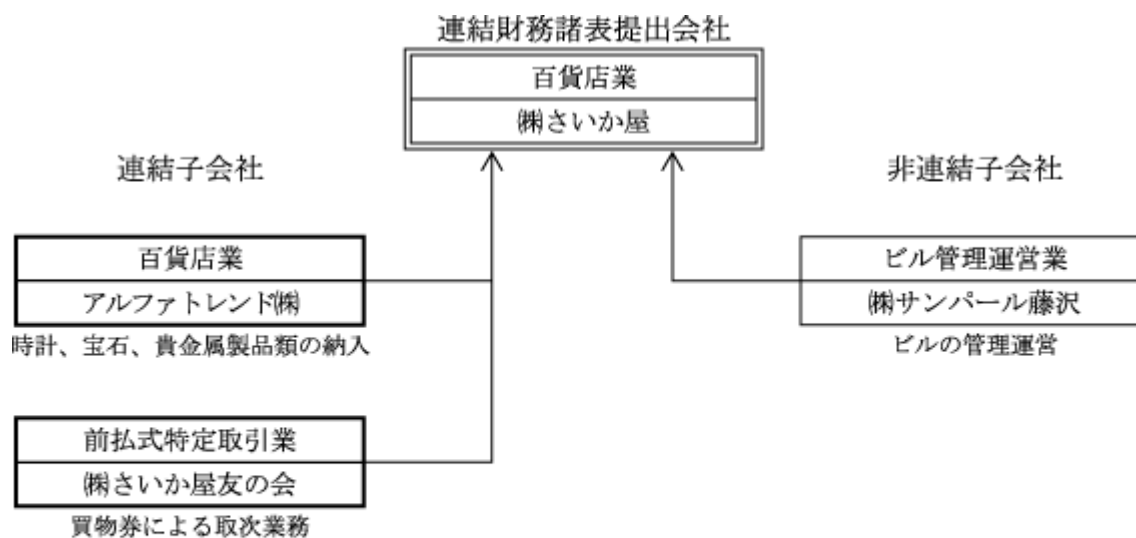 連結財務諸表提出会社
百貨店業
㈱さいか屋
連結子会社
非連結子会社
百貨店業
アルファトレンド㈱
時計、宝石、貴金属製品類の納入
ビル管理運営業
㈱サンパール藤沢
ビルの管理運営
前払式特定取引業
㈱さいか屋友の会
買物券による取次業務